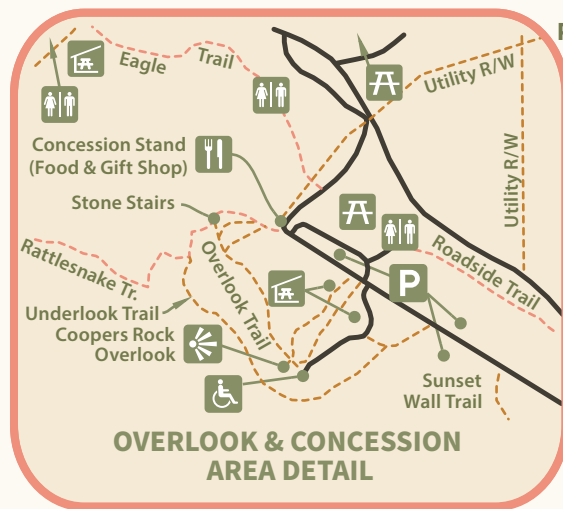 Eagle Trail
Utility R/W
Concession Stand
(Food & Gift Shop)
Stone Stairs
Utility R/W
Rattlesnake Tr.
Overlook Trail
Roadside Trail
P
Underlook Trail
Coopers Rock
Overlook
Sunset
Wall Trail
OVERLOOK & CONCESSION
AREA DETAIL